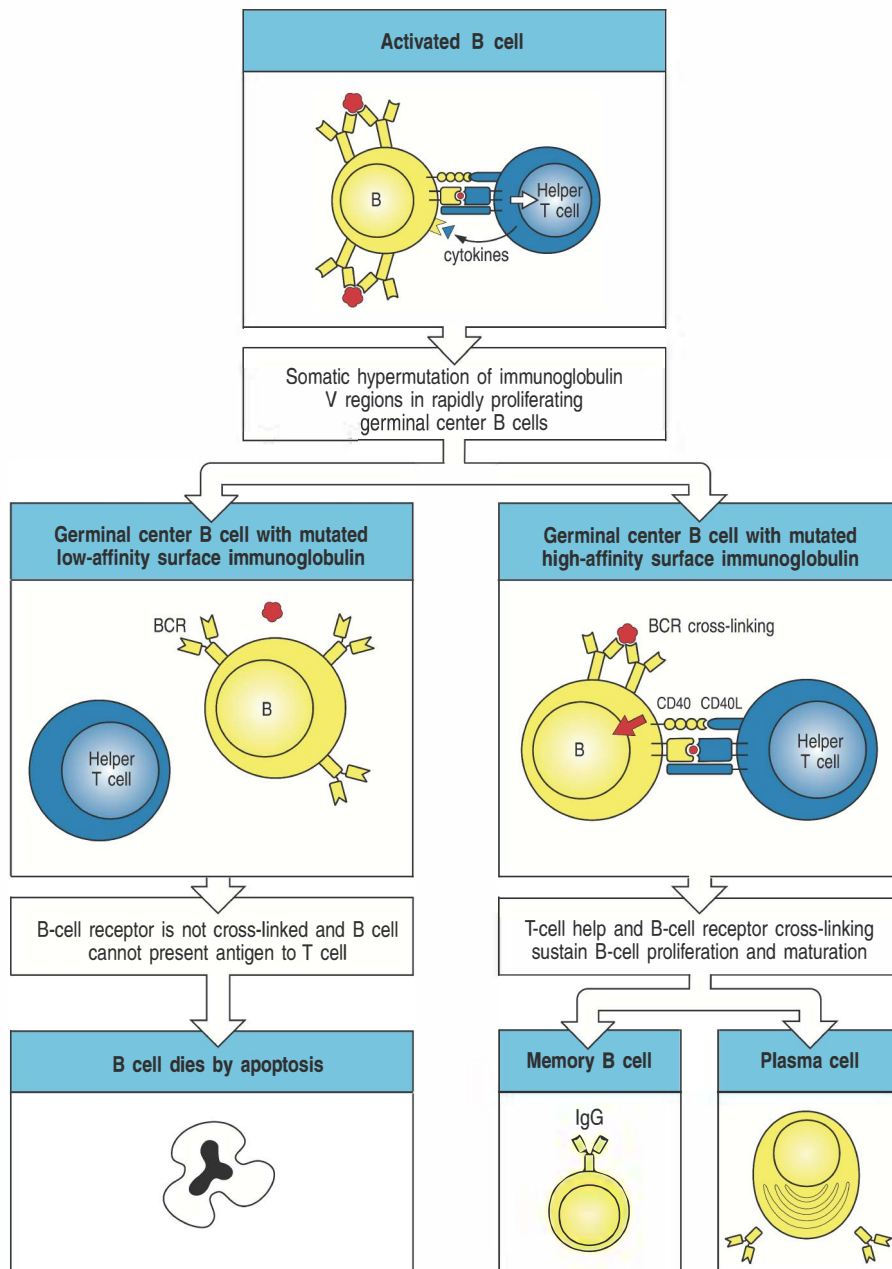 Activated B cell
B
Helper
T cell
cytokines
Somatic hypermutation of immunoglobulin
V regions in rapidly proliferating
germinal center B cells
Germinal center B cell with mutated
low-affinity surface immunoglobulin
BCR
B
Helper
T cell
B-cell receptor is not cross-linked and B cell
cannot present antigen to T cell
B cell dies by apoptosis
Germinal center B cell with mutated
high-affinity surface immunoglobulin
BCR cross-linking
CD40 CD40L
B
Helper
T cell
T-cell help and B-cell receptor cross-linking
sustain B-cell proliferation and maturation
Memory B cell
IgG
Plasma cell